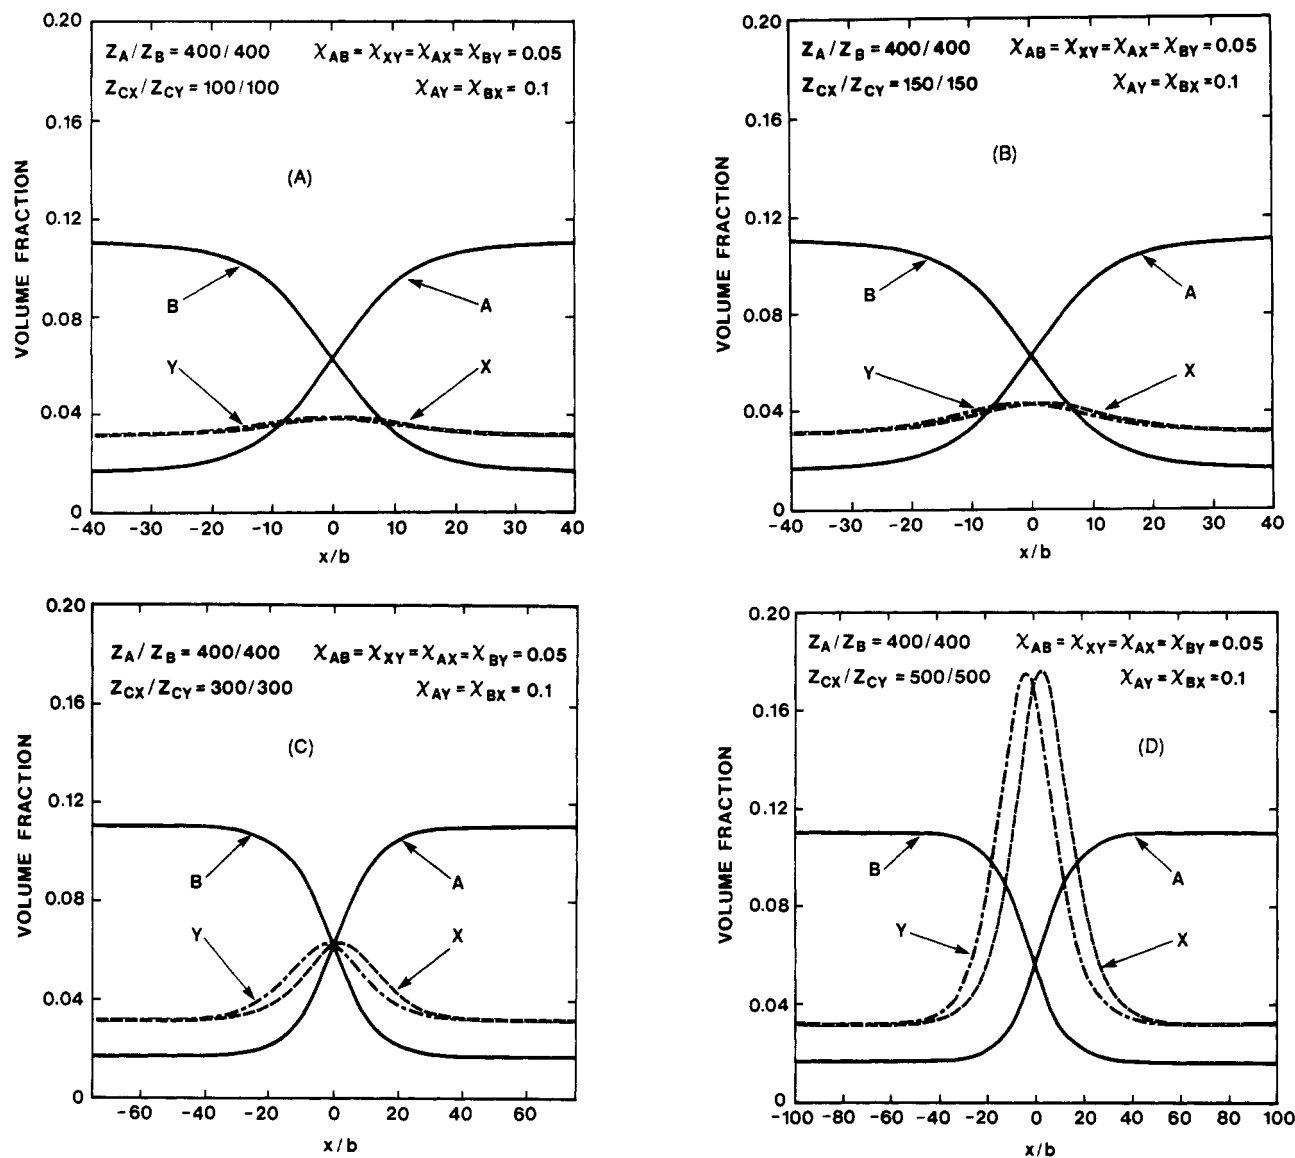 0.20
0.16
0.12
0.08
0.04
0
VOLUME FRACTION
Z_A/Z_B = 400/400 χ_AB = χ_XY = χ_AX = χ_BY = 0.05
Z_CX/Z_CY = 100/100 χ_AY = χ_BX = 0.1
(A)
B
A
Y
X
-40 -30 -20 -10 0 10 20 30 40
x/b
0.20
0.16
0.12
0.08
0.04
0
VOLUME FRACTION
Z_A/Z_B = 400/400 χ_AB = χ_XY = χ_AX = χ_BY = 0.05
Z_CX/Z_CY = 150/150 χ_AY = χ_BX = 0.1
(B)
B
A
Y
X
-40 -30 -20 -10 0 10 20 30 40
x/b
0.20
0.16
0.12
0.08
0.04
0
VOLUME FRACTION
Z_A/Z_B = 400/400 χ_AB = χ_XY = χ_AX = χ_BY = 0.05
Z_CX/Z_CY = 300/300 χ_AY = χ_BX = 0.1
(C)
B
A
Y
X
-60 -40 -20 0 20 40 60
x/b
0.20
0.16
0.12
0.08
0.04
0
VOLUME FRACTION
Z_A/Z_B = 400/400 χ_AB = χ_XY = χ_AX = χ_BY = 0.05
Z_CX/Z_CY = 500/500 χ_AY = χ_BX = 0.1
(D)
B
A
Y
X
-100 -80 -60 -40 -20 0 20 40 60 80 100
x/b